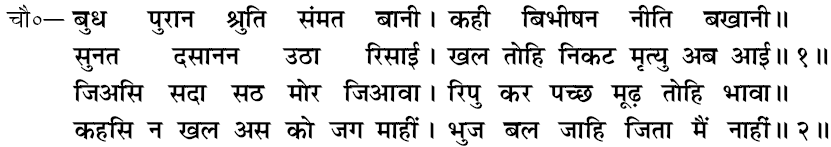 चौ०— बुध पुरान श्रुति संमत बानी। कही बिभीषन नीति बखानी॥
सुनत दसानन उठा रिसाई। खल तोहि निकट मृत्यु अब आई॥ १॥
जिअसि सदा सठ मोर जिआवा। रिपु कर पच्छ मूढ़ तोहि भावा॥
कहसि न खल अस को जग माहीं। भुज बल जाहि जिता मैं नाहीं॥ २॥